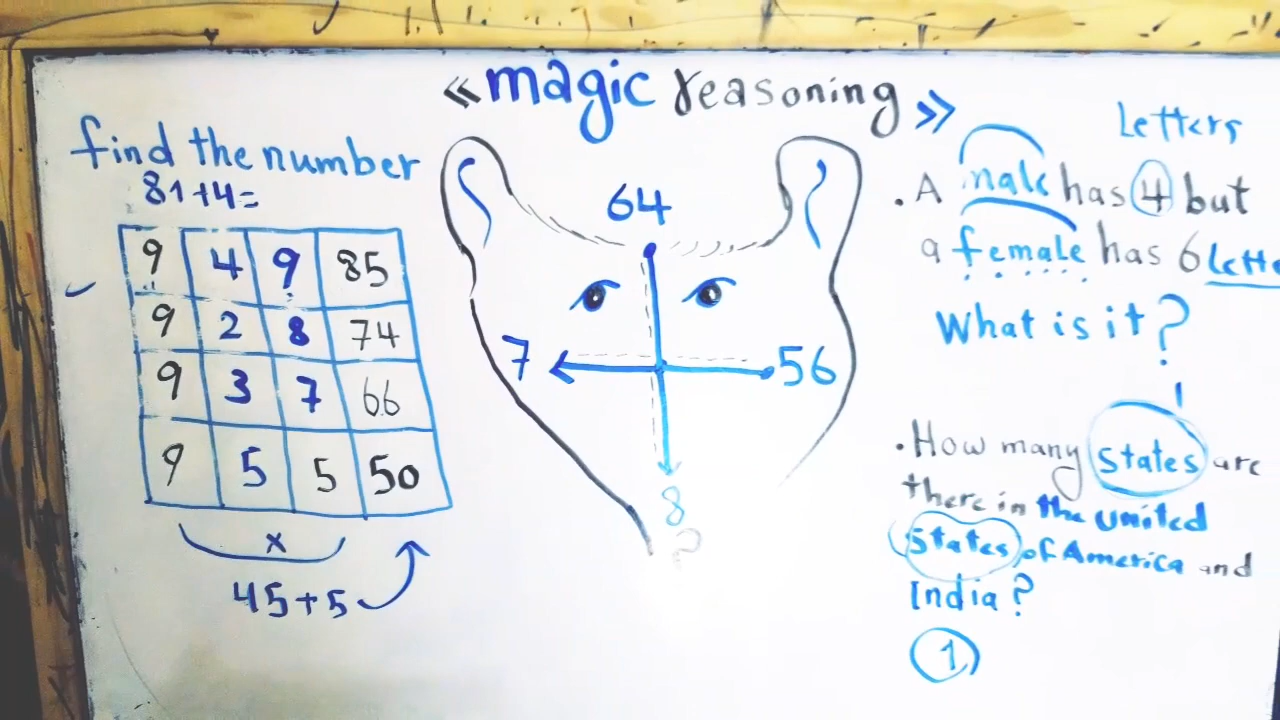 «magic reasoning»
find the number
81+4=
9 4 9 85
9 2 8 74
9 3 7 66
9 5 5 50
x
45+5
64
7 56
8
?
Letters
. A male has 4 but
a female has 6 lette
What is it?
. How many states are
there in the united
states of America and
India?
1